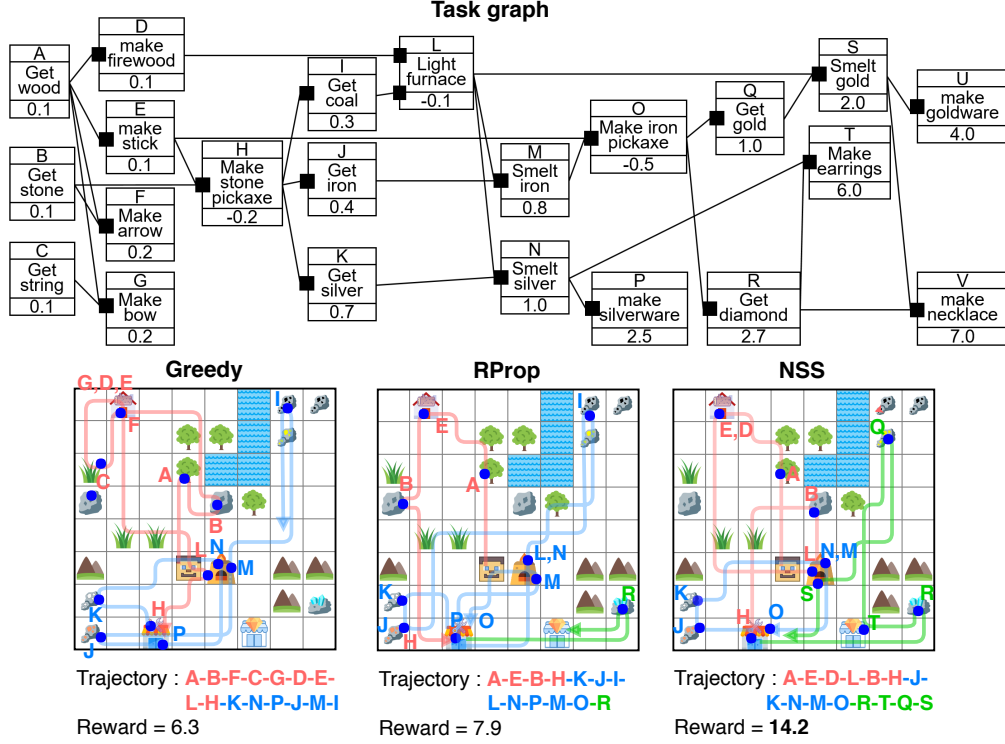 Task graph
A
Get
wood
0.1
B
Get
stone
0.1
C
Get
string
0.1
D
make
firewood
0.1
E
make
stick
0.1
F
Make
arrow
0.2
G
Make
bow
0.2
H
Make
stone
pickaxe
-0.2
I
Get
coal
0.3
J
Get
iron
0.4
K
Get
silver
0.7
L
Light
furnace
-0.1
M
Smelt
iron
0.8
N
Smelt
silver
1.0
O
Make iron
pickaxe
-0.5
P
make
silverware
2.5
Q
Get
gold
1.0
R
Get
diamond
2.7
S
Smelt
gold
2.0
T
Make
earrings
6.0
U
make
goldware
4.0
V
make
necklace
7.0
Greedy
G,D,E
F
I
C
A
B
L
N
M
K
H
P
J
Trajectory : A-B-F-C-G-D-E-
L-H-K-N-P-J-M-I
Reward = 6.3
RProp
I
E
B
A
L,N
M
K
R
P
O
J
H
Trajectory : A-E-B-H-K-J-I-
L-N-P-M-O-R
Reward = 7.9
NSS
E,D
Q
A
B
L
N,M
K
S
R
H
O
T
J
Trajectory : A-E-D-L-B-H-J-
K-N-M-O-R-T-Q-S
Reward = 14.2